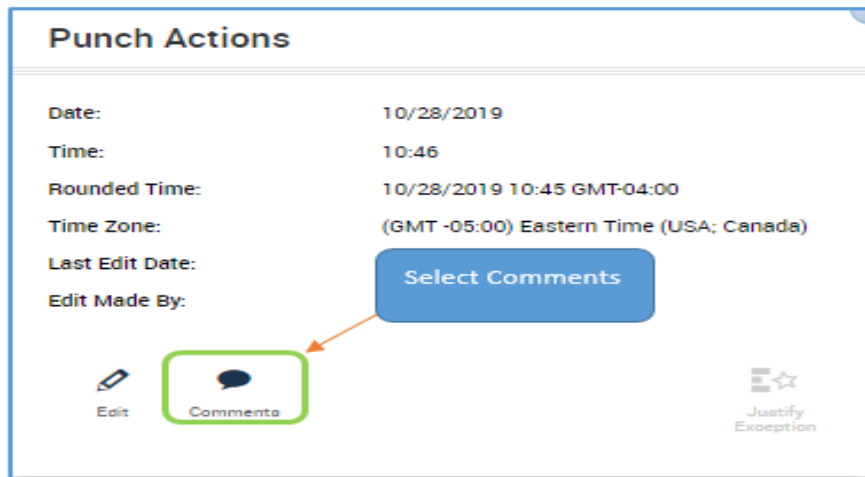 Punch Actions
Date: 10/28/2019
Time: 10:46
Rounded Time: 10/28/2019 10:45 GMT-04:00
Time Zone: (GMT -05:00) Eastern Time (USA; Canada)
Last Edit Date:
Edit Made By:
Select Comments
Edit
Comments
Justify
Exception